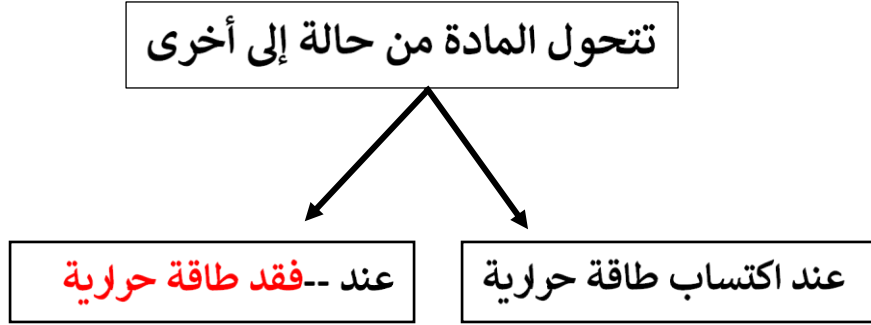 تتحول المادة من حالة إلى أخرى
عند اكتساب طاقة حرارية
عند --فقد طاقة حرارية